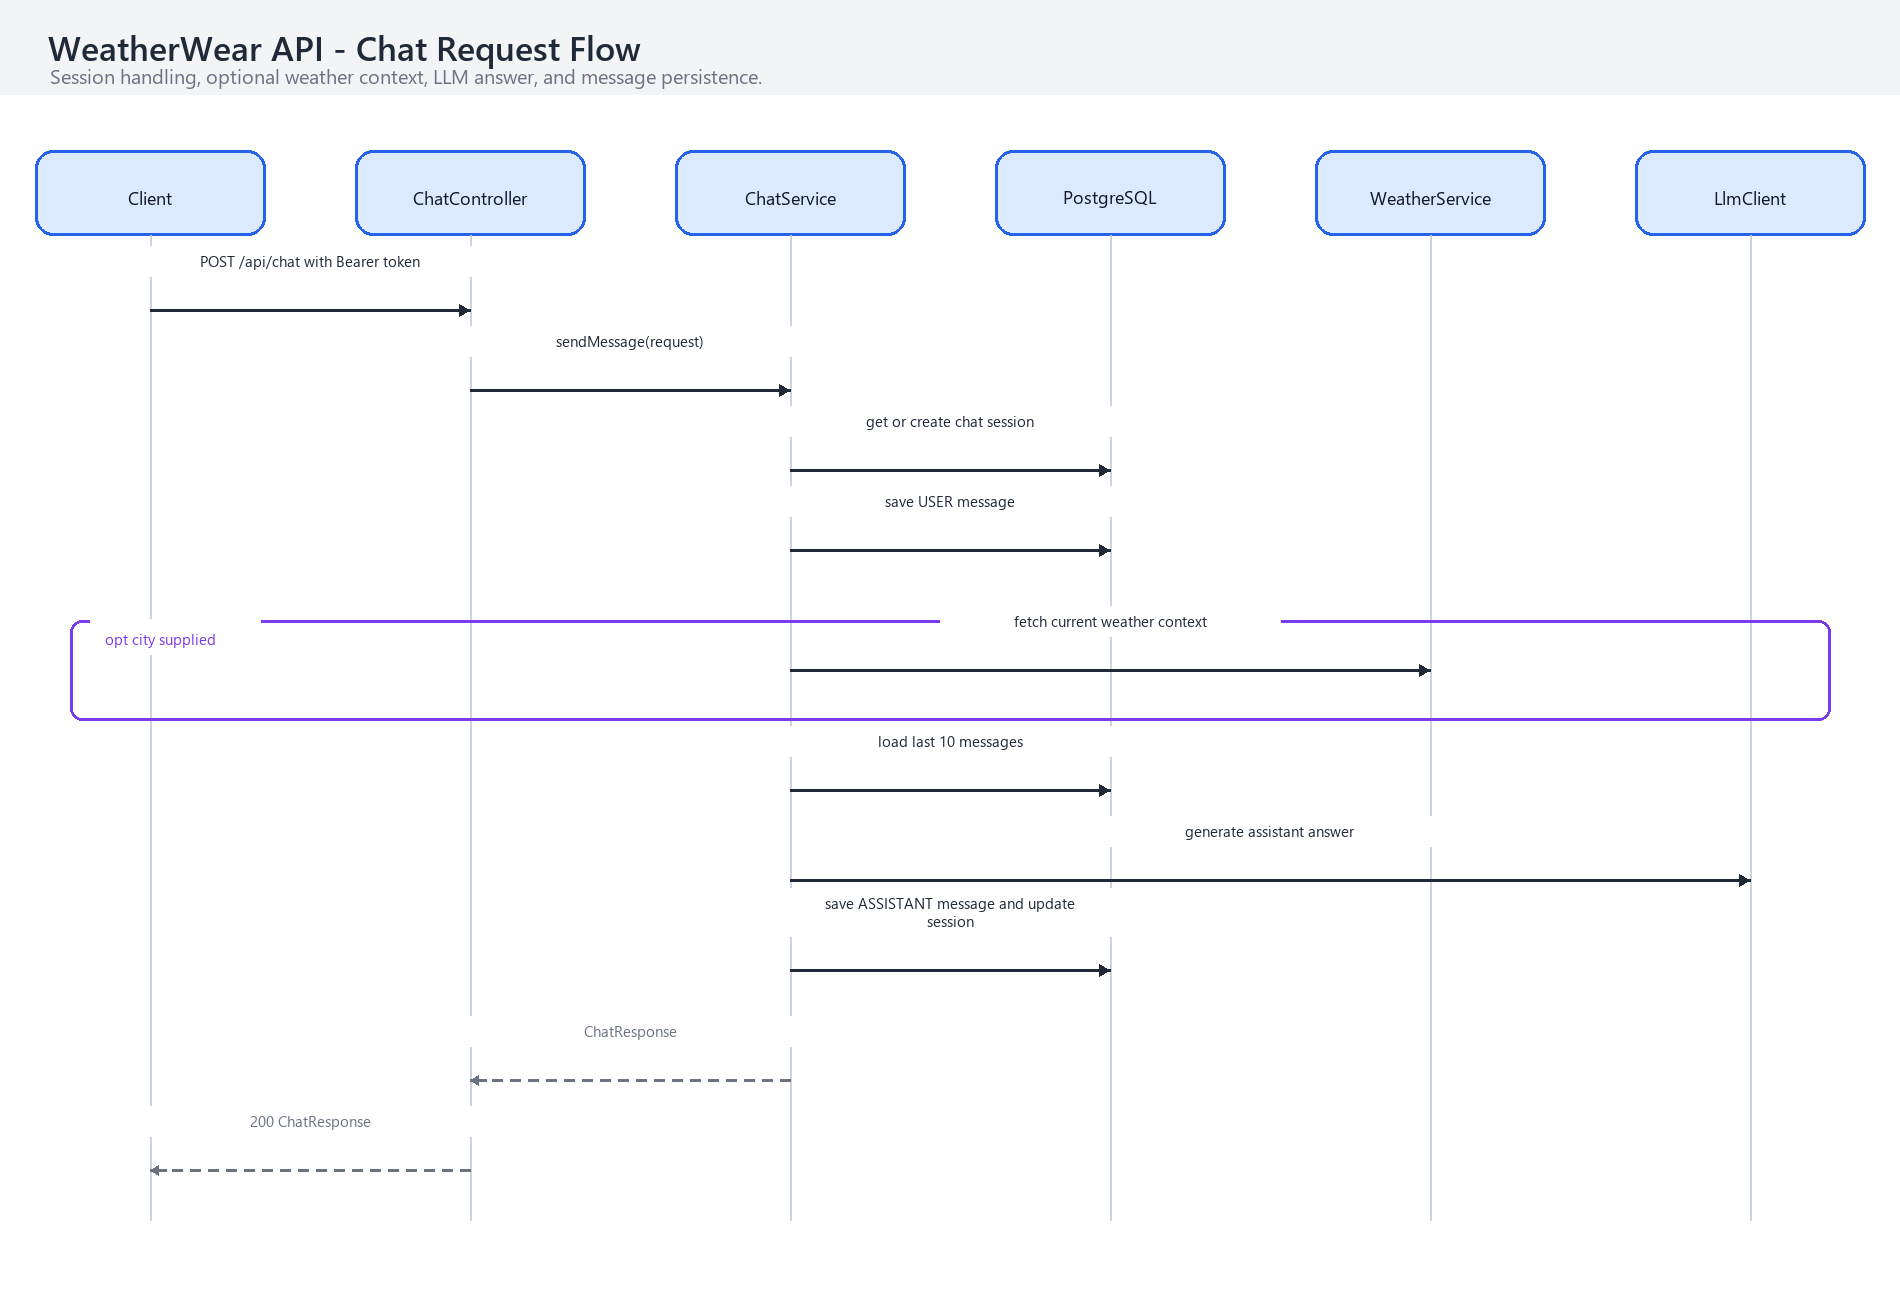 WeatherWear API - Chat Request Flow
Session handling, optional weather context, LLM answer, and message persistence.
Client
ChatController
ChatService
PostgreSQL
WeatherService
LlmClient
POST /api/chat with Bearer token
sendMessage(request)
get or create chat session
save USER message
fetch current weather context
opt city supplied
load last 10 messages
generate assistant answer
save ASSISTANT message and update
session
ChatResponse
200 ChatResponse